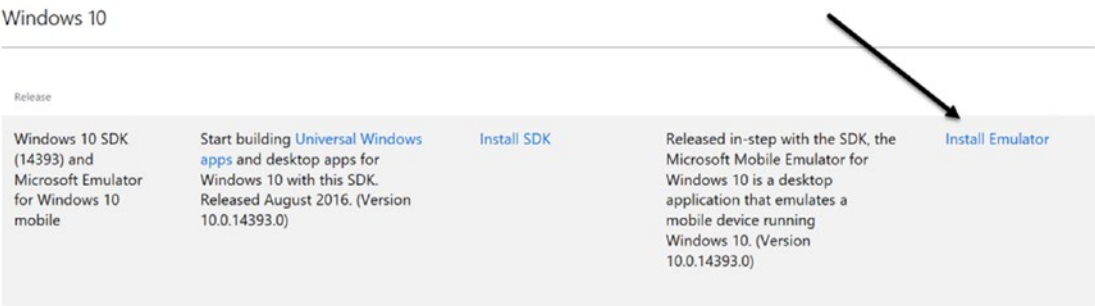 Windows 10
Release
Windows 10 SDK
(14393) and
Microsoft Emulator
for Windows 10
mobile
Start building Universal Windows
apps and desktop apps for
Windows 10 with this SDK.
Released August 2016. (Version
10.0.14393.0)
Install SDK
Released in-step with the SDK, the
Microsoft Mobile Emulator for
Windows 10 is a desktop
application that emulates a
mobile device running
Windows 10. (Version
10.0.14393.0)
Install Emulator